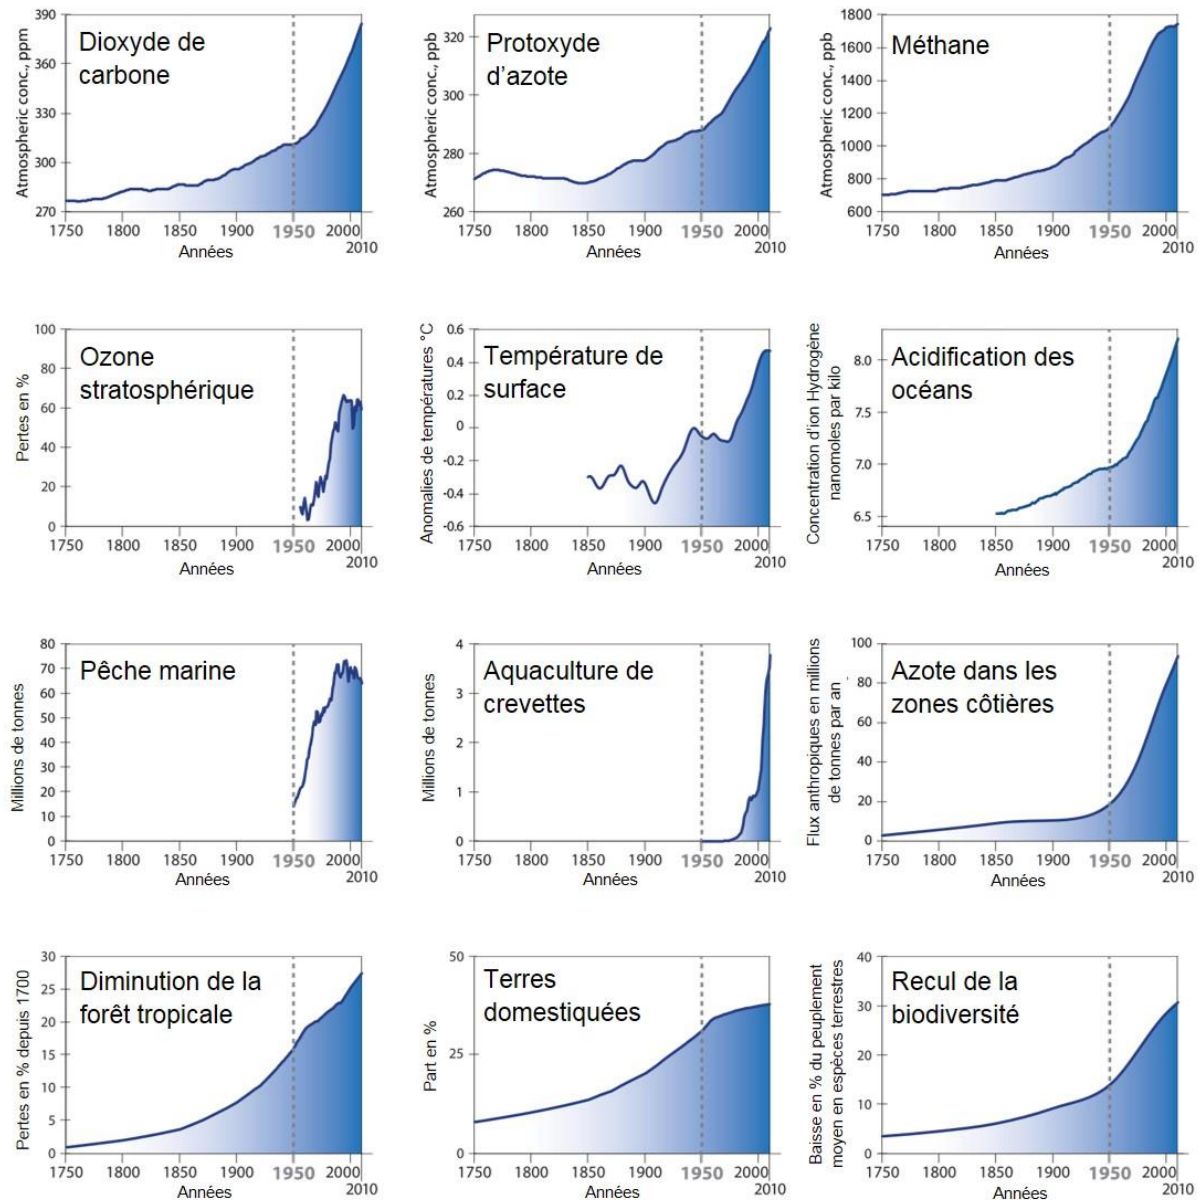 Dioxyde de
carbone
Atmospheric conc., ppm
390
360
330
300
270
1750 1800 1850 1900 1950 2000
2010
Années
Protoxyde
d'azote
Atmospheric conc., ppb
320
300
280
260
1750 1800 1850 1900 1950 2000
2010
Années
Méthane
Atmospheric conc., ppb
1800
1600
1400
1200
1000
800
600
1750 1800 1850 1900 1950 2000
2010
Années
Ozone
stratosphérique
Pertes en %
100
80
60
40
20
0
1750 1800 1850 1900 1950 2000
2010
Années
Température de
surface
Anomalies de températures °C
0.6
0.4
0.2
0
-0.2
-0.4
-0.6
1750 1800 1850 1900 1950 2000
2010
Années
Acidification des
océans
Concentration d'ion Hydrogène
nanomoles par kilo
8.0
7.5
7.0
6.5
1750 1800 1850 1900 1950 2000
2010
Années
Pêche marine
Millions de tonnes
80
70
60
50
40
30
20
10
0
1750 1800 1850 1900 1950 2000
2010
Années
Aquaculture de
crevettes
Millions de tonnes
4
3
2
1
0
1750 1800 1850 1900 1950 2000
2010
Années
Azote dans les
zones côtières
Flux anthropiques en millions
de tonnes par an
100
80
60
40
20
0
1750 1800 1850 1900 1950 2000
2010
Années
Diminution de la
forêt tropicale
Pertes en % depuis 1700
30
25
20
15
10
5
0
1750 1800 1850 1900 1950 2000
2010
Années
Terres
domestiquées
Part en %
50
25
0
1750 1800 1850 1900 1950 2000
2010
Années
Recul de la
biodiversité
Baisse en % du peuplement
moyen en espèces terrestres
40
30
20
10
0
1750 1800 1850 1900 1950 2000
2010
Années